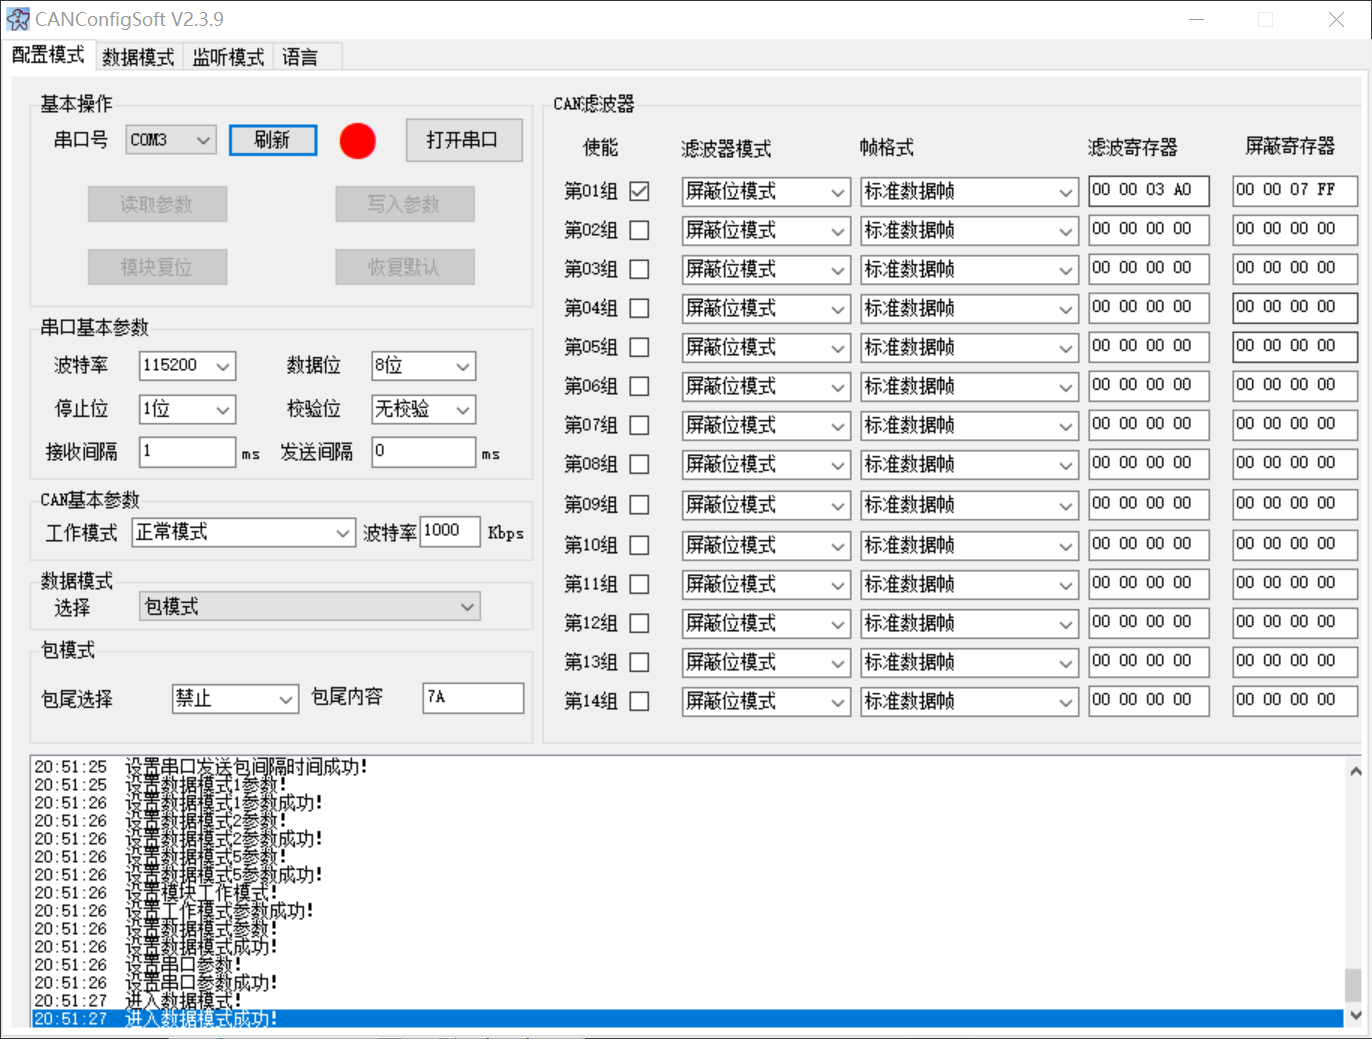 CANConfigSoft V2.3.9
配置模式 数据模式 监听模式 语言
基本操作
串口号 COM3 刷新 打开串口
读取参数 写入参数
模块复位 恢复默认
串口基本参数
波特率 115200 数据位 8位
停止位 1位 校验位 无校验
接收间隔 1 ms 发送间隔 0 ms
CAN基本参数
工作模式 正常模式 波特率 1000 Kbps
数据模式
选择 包模式
包模式
包尾选择 禁止 包尾内容 7A
CAN滤波器
使能 滤波器模式 帧格式 滤波寄存器 屏蔽寄存器
第01组 屏蔽位模式 标准数据帧 00 00 03 A0 00 00 07 FF
第02组 屏蔽位模式 标准数据帧 00 00 00 00 00 00 00 00
第03组 屏蔽位模式 标准数据帧 00 00 00 00 00 00 00 00
第04组 屏蔽位模式 标准数据帧 00 00 00 00 00 00 00 00
第05组 屏蔽位模式 标准数据帧 00 00 00 00 00 00 00 00
第06组 屏蔽位模式 标准数据帧 00 00 00 00 00 00 00 00
第07组 屏蔽位模式 标准数据帧 00 00 00 00 00 00 00 00
第08组 屏蔽位模式 标准数据帧 00 00 00 00 00 00 00 00
第09组 屏蔽位模式 标准数据帧 00 00 00 00 00 00 00 00
第10组 屏蔽位模式 标准数据帧 00 00 00 00 00 00 00 00
第11组 屏蔽位模式 标准数据帧 00 00 00 00 00 00 00 00
第12组 屏蔽位模式 标准数据帧 00 00 00 00 00 00 00 00
第13组 屏蔽位模式 标准数据帧 00 00 00 00 00 00 00 00
第14组 屏蔽位模式 标准数据帧 00 00 00 00 00 00 00 00
20:51:25 设置串口发送包间隔时间成功!
20:51:25 设置数据模式1参数!
20:51:26 设置数据模式1参数成功!
20:51:26 设置数据模式2参数!
20:51:26 设置数据模式2参数成功!
20:51:26 设置数据模式5参数!
20:51:26 设置数据模式5参数成功!
20:51:26 设置模块工作模式!
20:51:26 设置工作模式参数成功!
20:51:26 设置数据模式参数!
20:51:26 设置数据模式成功!
20:51:26 设置串口参数!
20:51:26 设置串口参数成功!
20:51:27 进入数据模式!
20:51:27 进入数据模式成功!